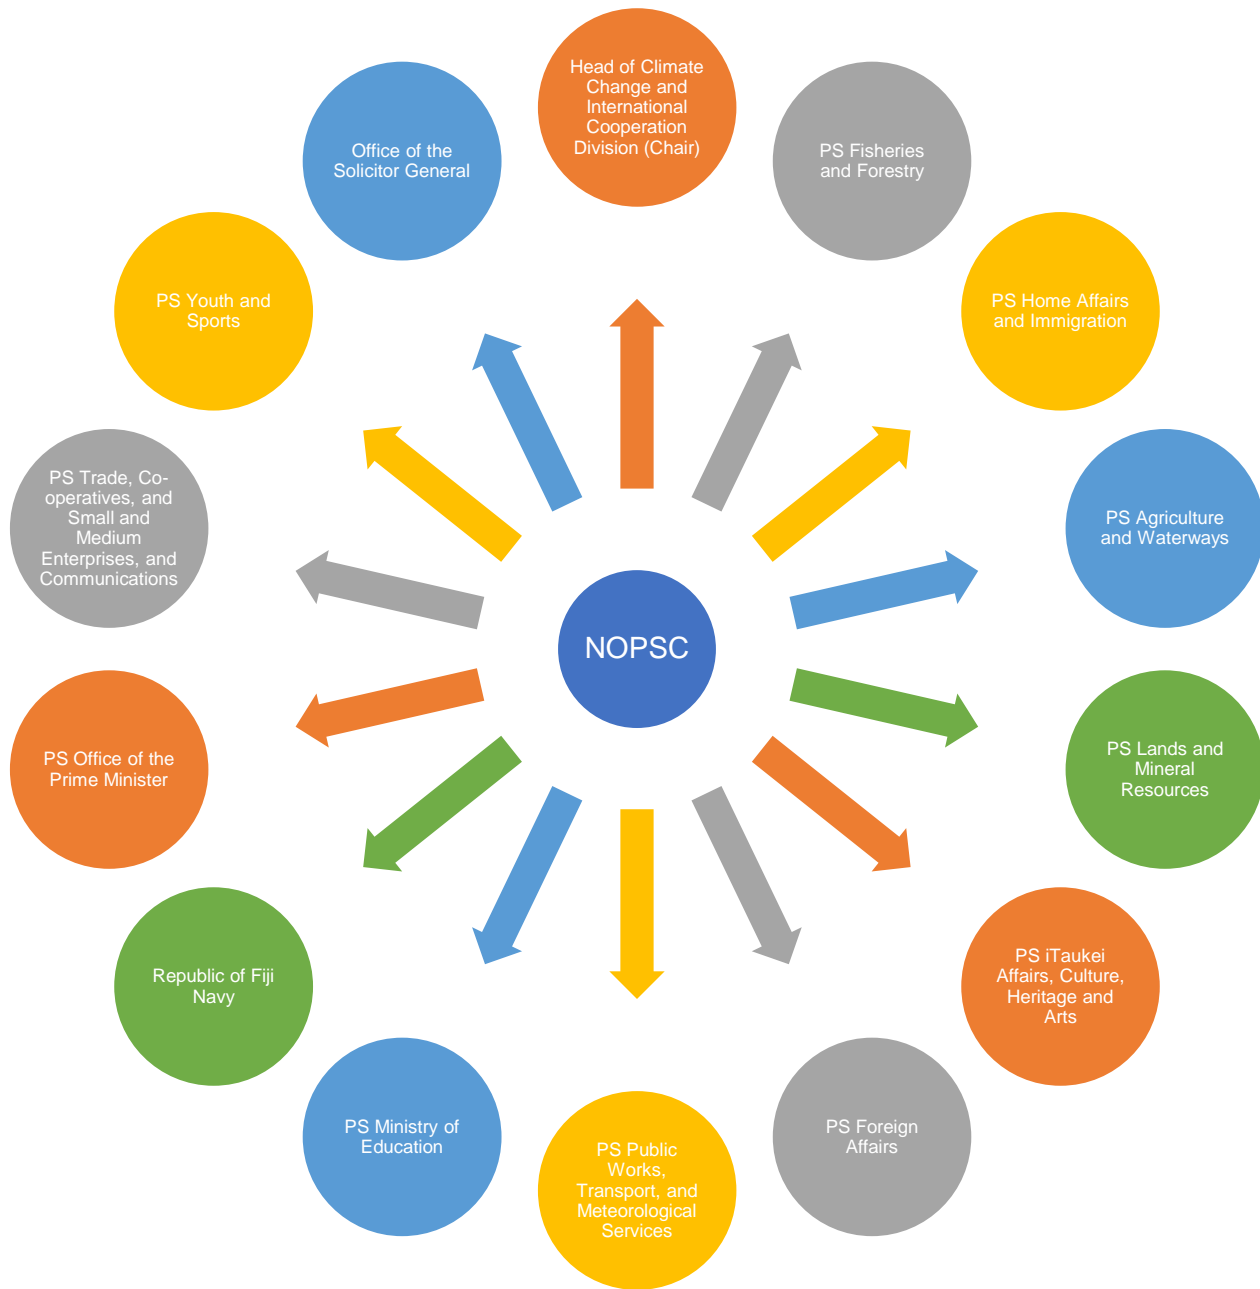 Head of Climate
Change and
International
Cooperation
Division (Chair)
PS Fisheries
and Forestry
PS Home Affairs
and Immigration
PS Agriculture
and Waterways
PS Lands and
Mineral
Resources
PS iTaukei
Affairs, Culture,
Heritage and
Arts
PS Foreign
Affairs
PS Public
Works,
Transport, and
Meteorological
Services
PS Ministry of
Education
Republic of Fiji
Navy
PS Office of the
Prime Minister
PS Trade, Co-
operatives, and
Small and
Medium
Enterprises, and
Communications
PS Youth and
Sports
Office of the
Solicitor General
NOPSC